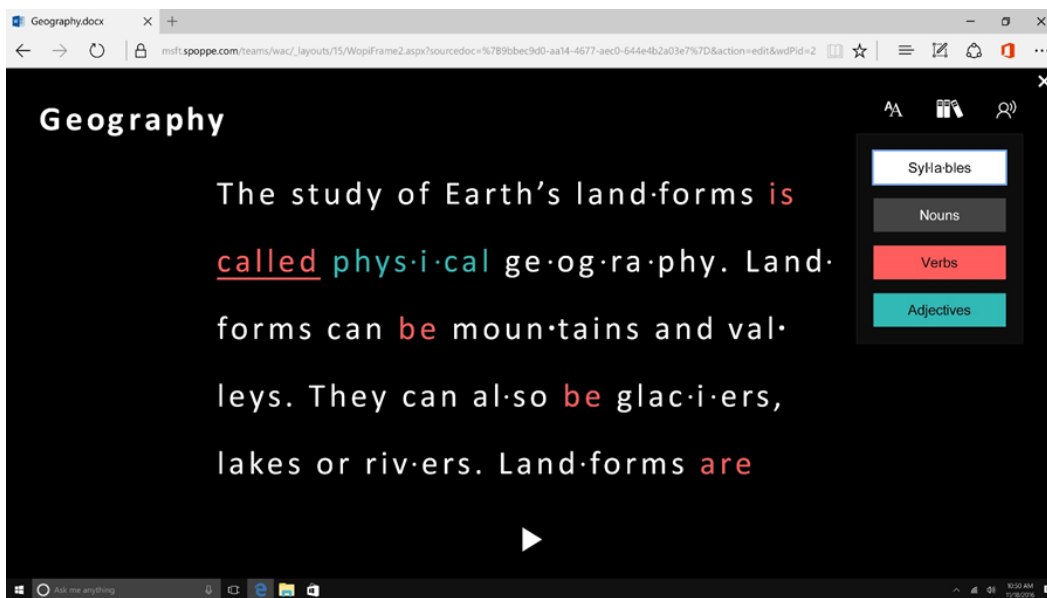 Geography.docx
msft.spoppe.com/teams/wac/_layouts/15/WopiFrame2.aspx?sourcedoc=%7B9bbec9d0-aa14-4677-aec0-644e4b2a03e7%7D&action=edit&wdPid=2
Geography
The study of Earth’s land·forms is
called phys·i·cal ge·og·ra·phy. Land·
forms can be moun·tains and val·
leys. They can al·so be glac·i·ers,
lakes or riv·ers. Land·forms are
Syl·la·bles
Nouns
Verbs
Adjectives
Ask me anything
10:50 AM
11/18/2016